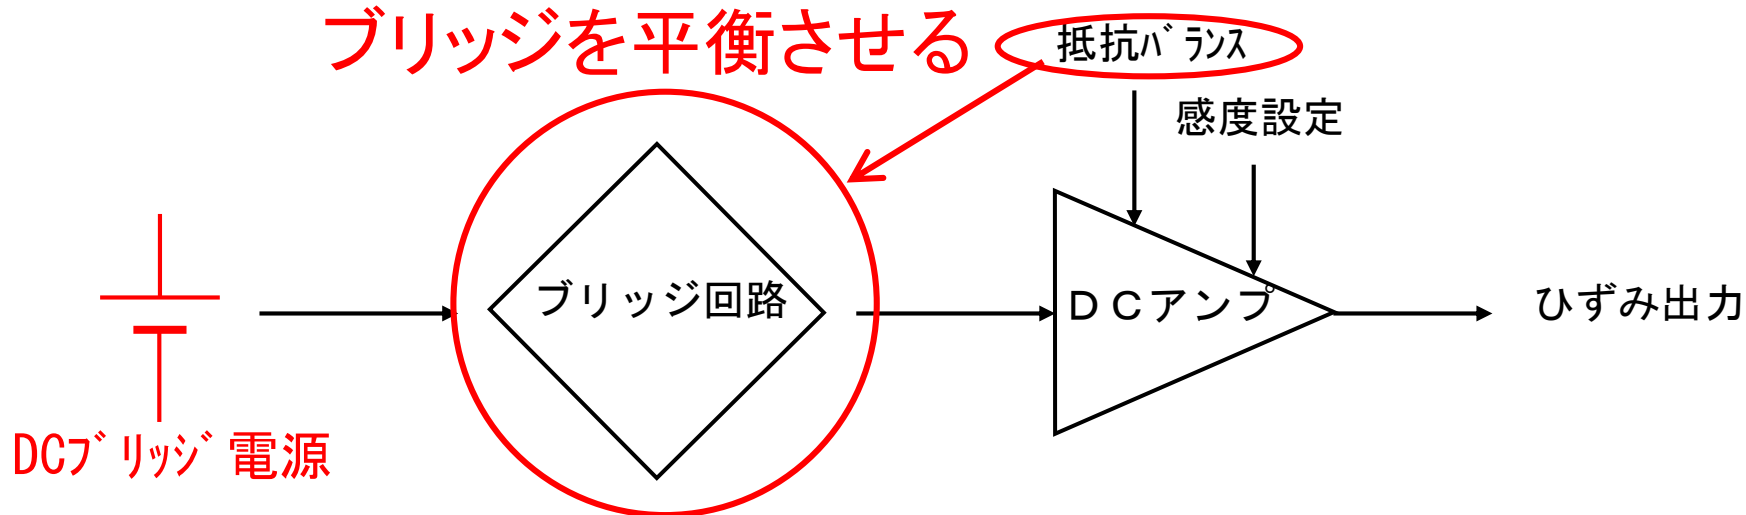 ブリッジを平衡させる
抵抗ﾊﾞﾗﾝｽ
感度設定
ブリッジ回路
ＤＣアンプ
ひずみ出力
DCﾌﾞﾘｯｼﾞ電源